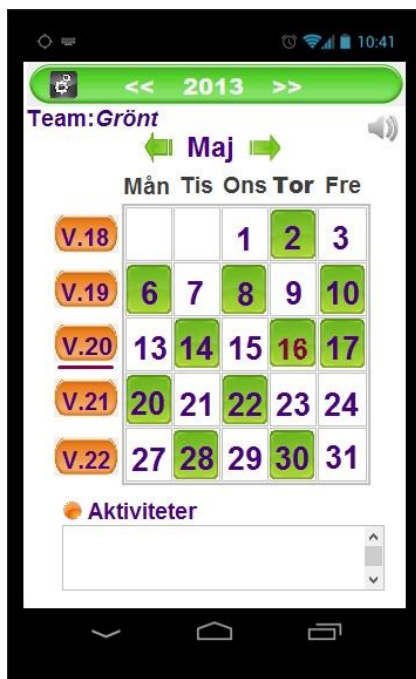 10:41
<< 2013 >>
Team:Grönt
Maj
Mån Tis Ons Tor Fre
V.18 1 2 3
V.19 6 7 8 9 10
V.20 13 14 15 16 17
V.21 20 21 22 23 24
V.22 27 28 29 30 31
Aktiviteter